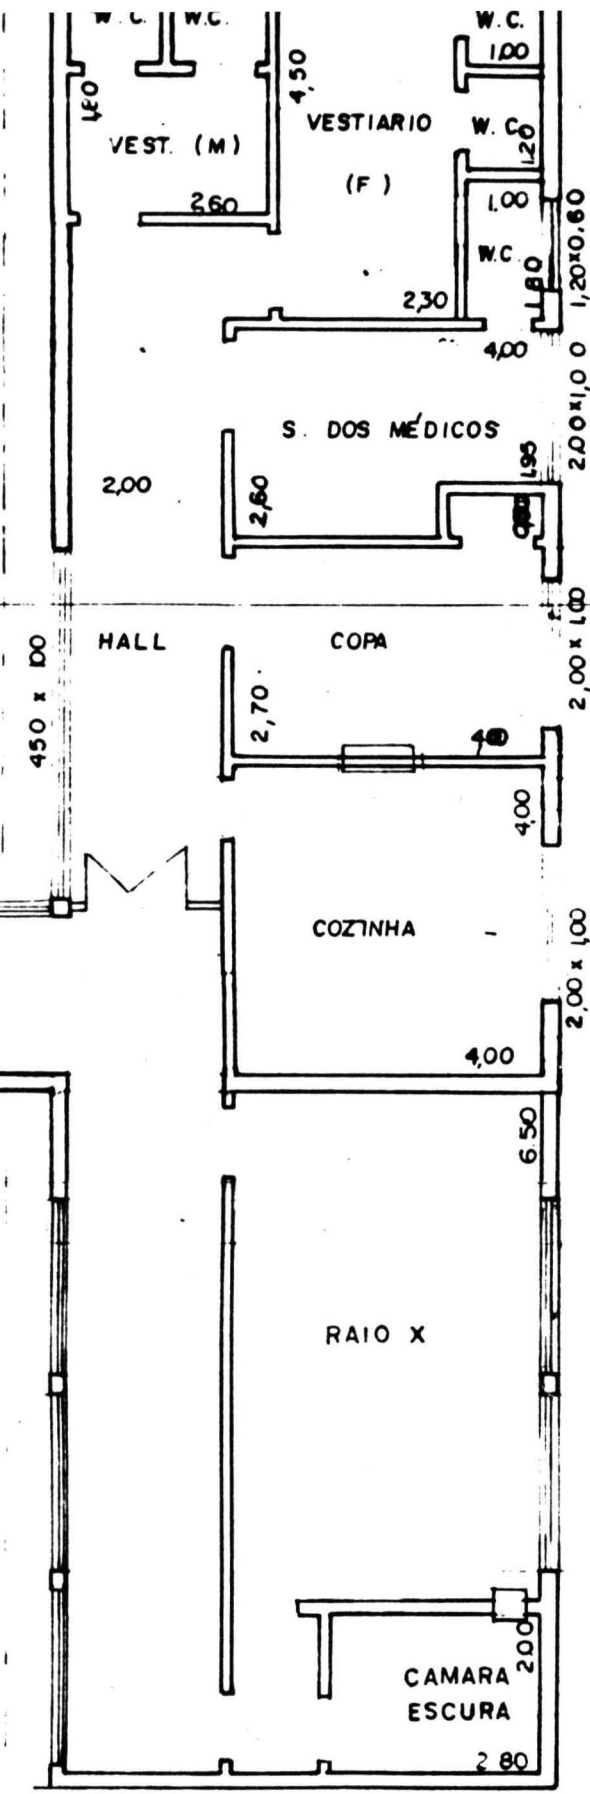 W. C.
W.C.
W.C.
1,00
4,50
1,80
VESTIARIO
(F)
W. C.
1,20
VEST. (M)
2,60
1,00
W.C.
1,80
1,20x0,60
2,30
4,00
2,00x1,00
S. DOS MÉDICOS
1,95
2,00
2,60
HALL
COPA
2,00 x 1,00
450 x 100
2,70
4,00
COZINHA
2,00 x 1,00
4,00
6.50
RAIO X
2.00
CAMARA
ESCURA
2 80